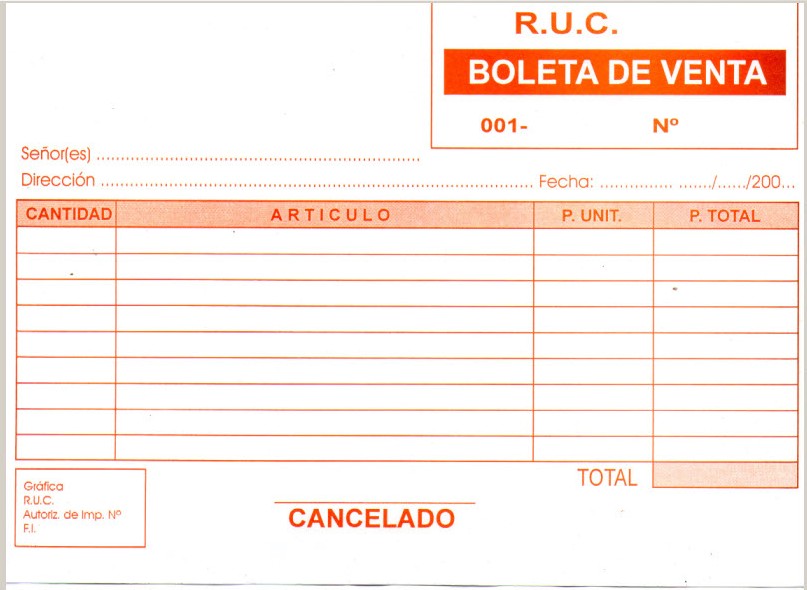 R.U.C.
BOLETA DE VENTA
001- Nº
Señor(es) ..........................................................................
Dirección .................................................................................................. Fecha: ............... ......./....../200...
CANTIDAD ARTICULO P. UNIT. P. TOTAL
TOTAL
Gráfica
R.U.C.
Autoriz. de Imp. Nº
F.I.
CANCELADO